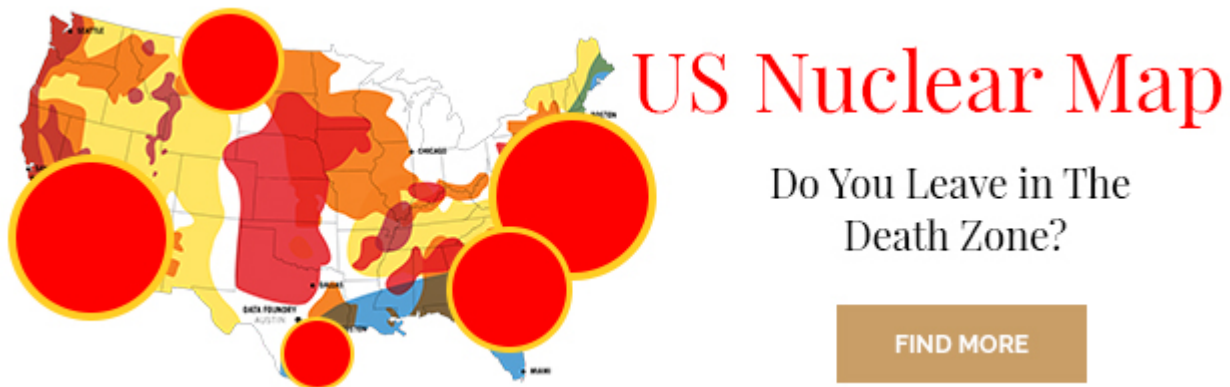 SEATTLE
US Nuclear Map
BOSTON
CHICAGO
Do You Leave in The
Death Zone?
DALLAS
DATA FOUNDRY
AUSTIN
FIND MORE
MIAMI